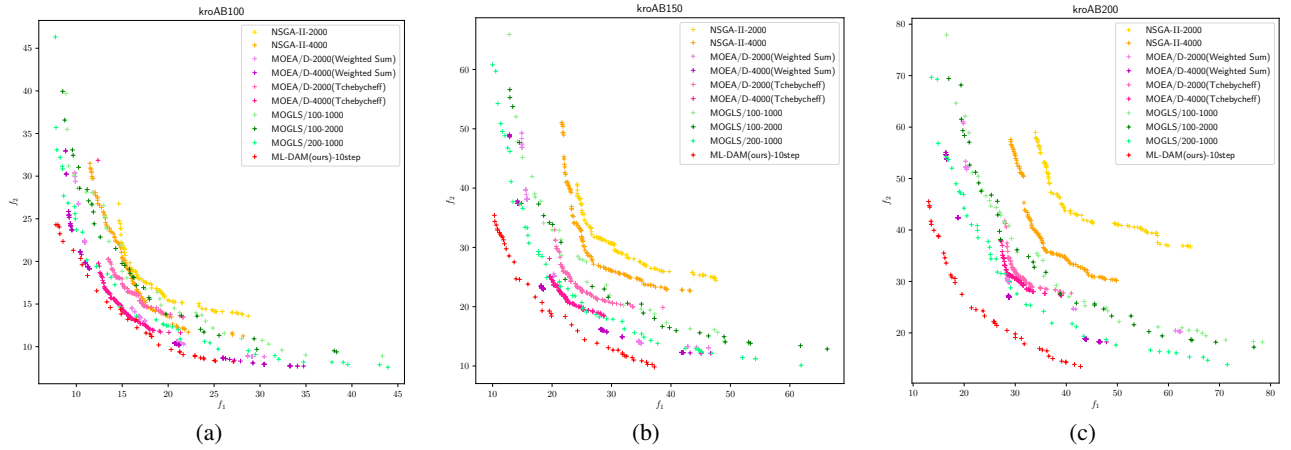 kroAB100
45
40
35
30
25
20
15
10
f2
10
15
20
25
30
35
40
45
f1
NSGA-II-2000
NSGA-II-4000
MOEA/D-2000(Weighted Sum)
MOEA/D-4000(Weighted Sum)
MOEA/D-2000(Tchebycheff)
MOEA/D-4000(Tchebycheff)
MOGLS/100-1000
MOGLS/100-2000
MOGLS/200-1000
ML-DAM(ours)-10step
(a)
kroAB150
60
50
40
30
20
10
f2
10
20
30
40
50
60
f1
NSGA-II-2000
NSGA-II-4000
MOEA/D-2000(Weighted Sum)
MOEA/D-4000(Weighted Sum)
MOEA/D-2000(Tchebycheff)
MOEA/D-4000(Tchebycheff)
MOGLS/100-1000
MOGLS/100-2000
MOGLS/200-1000
ML-DAM(ours)-10step
(b)
kroAB200
80
70
60
50
40
30
20
f2
10
20
30
40
50
60
70
80
f1
NSGA-II-2000
NSGA-II-4000
MOEA/D-2000(Weighted Sum)
MOEA/D-4000(Weighted Sum)
MOEA/D-2000(Tchebycheff)
MOEA/D-4000(Tchebycheff)
MOGLS/100-1000
MOGLS/100-2000
MOGLS/200-1000
ML-DAM(ours)-10step
(c)